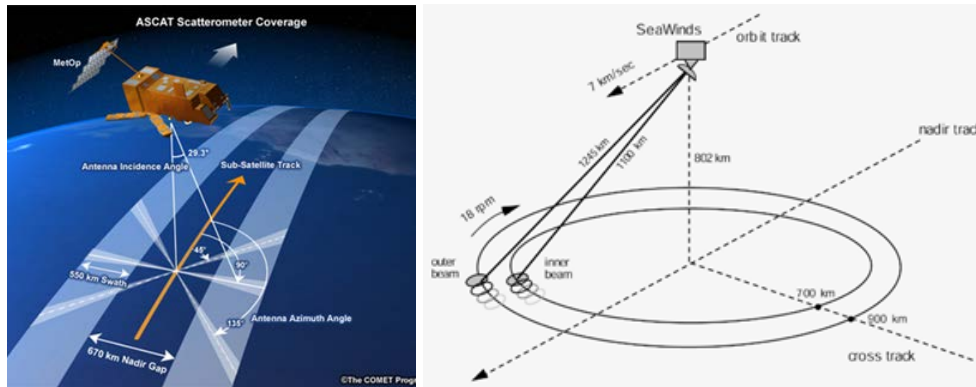 ASCAT Scatterometer Coverage
MetOp
29.3°
Antenna Incidence Angle
Sub-Satellite Track
45°
90°
550 km Swath
135°
Antenna Azimuth Angle
670 km Nadir Gap
©The COMET Progr
SeaWinds
orbit track
7 km/sec
nadir track
1245 km
1100 km
802 km
18 rpm
outer
beam
inner
beam
700 km
900 km
cross track